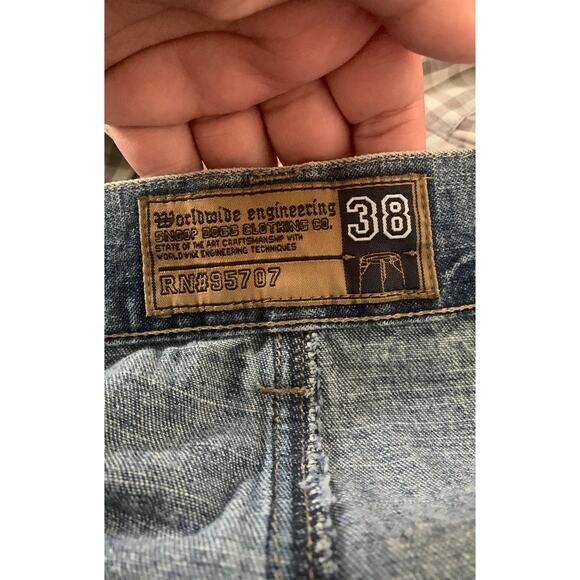 Worldwide engineering
SNOOP DOGG CLOTHING CO.
STATE OF THE ART CRAFTSMANSHIP WITH
WORLDWIDE ENGINEERING TECHNIQUES
RN#95707
38